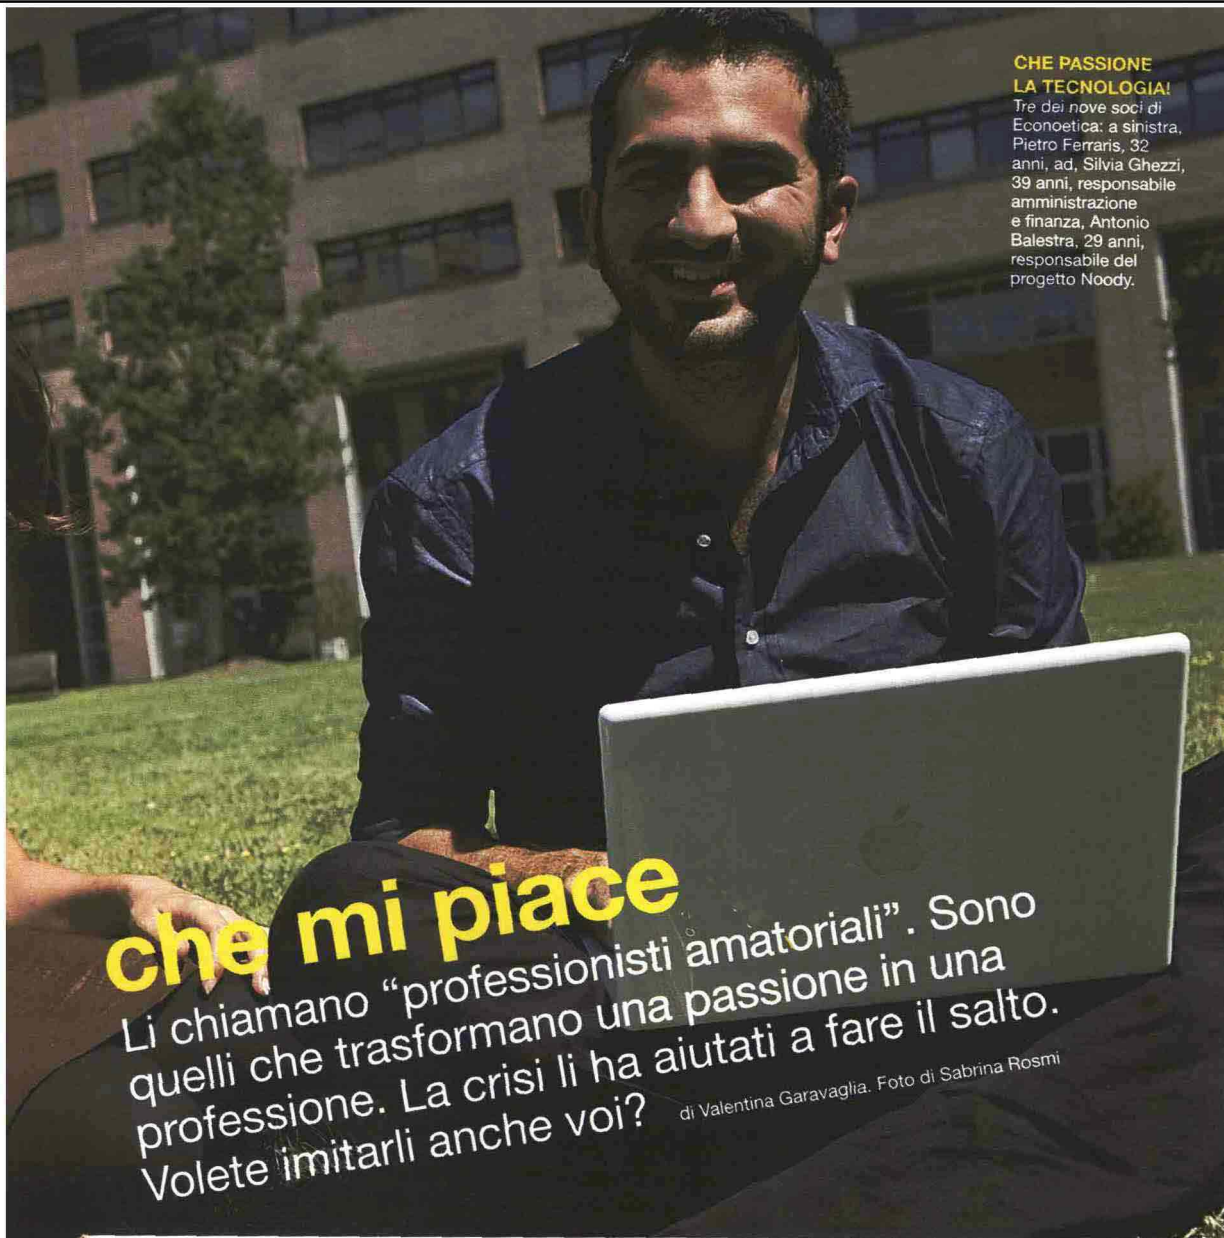 CHE PASSIONE
LA TECNOLOGIA!
Tre dei nove soci di
Econoetica: a sinistra,
Pietro Ferraris, 32
anni, ad, Silvia Ghezzi,
39 anni, responsabile
amministrazione
e finanza, Antonio
Balestra, 29 anni,
responsabile del
progetto Noody.
che mi piace
Li chiamano “professionisti amatoriali”. Sono
quelli che trasformano una passione in una
professione. La crisi li ha aiutati a fare il salto.
Volete imitarli anche voi?
di Valentina Garavaglia. Foto di Sabrina Rosmi